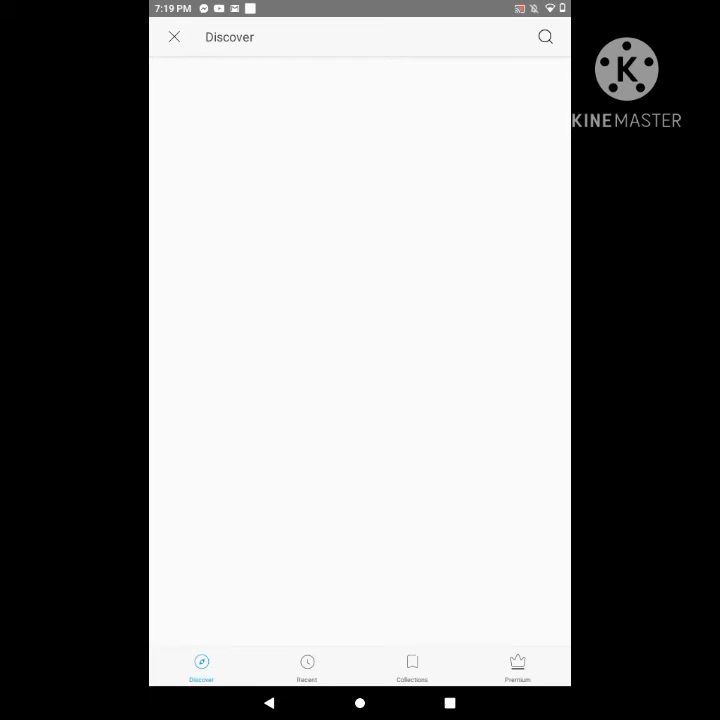 7:19 PM
Discover
K
KINEMASTER
Discover
Recent
Collections
Premium